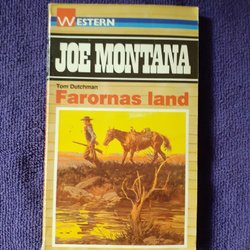 WESTERN
JOE MONTANA
Tom Dutchman
Farornas land